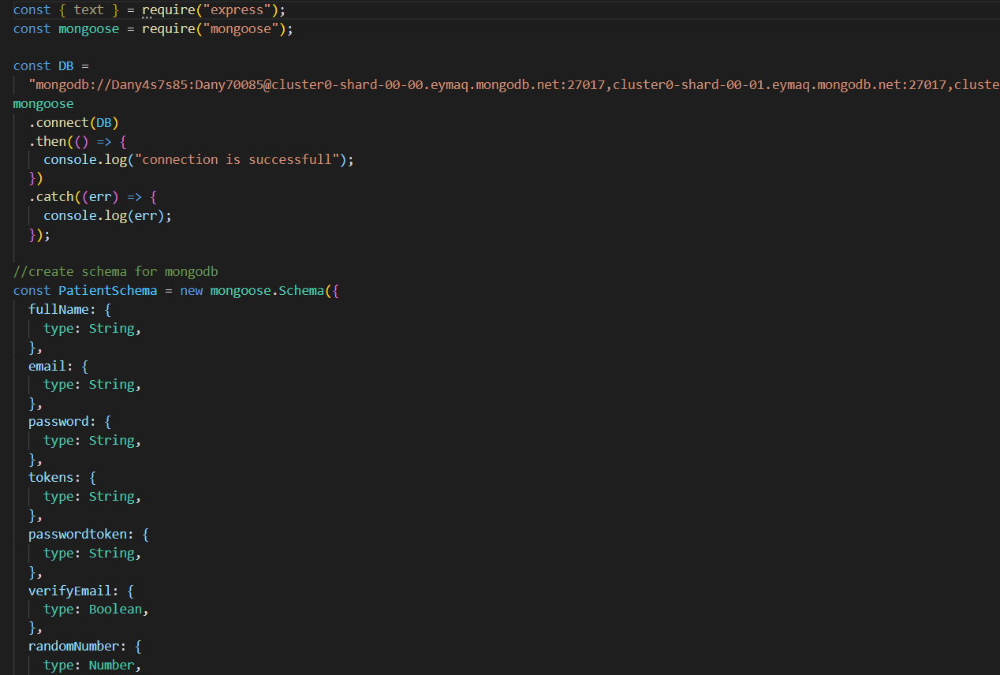 const { text } = require("express");
const mongoose = require("mongoose");
const DB =
"mongodb://Dany4s7s85:Dany70085@cluster0-shard-00-00.eymaq.mongodb.net:27017,cluster0-shard-00-01.eymaq.mongodb.net:27017,cluste
mongoose
.connect(DB)
.then(() => {
console.log("connection is successfull");
})
.catch((err) => {
console.log(err);
});
//create schema for mongodb
const PatientSchema = new mongoose.Schema({
fullName: {
type: String,
},
email: {
type: String,
},
password: {
type: String,
},
tokens: {
type: String,
},
passwordtoken: {
type: String,
},
verifyEmail: {
type: Boolean,
},
randomNumber: {
type: Number,